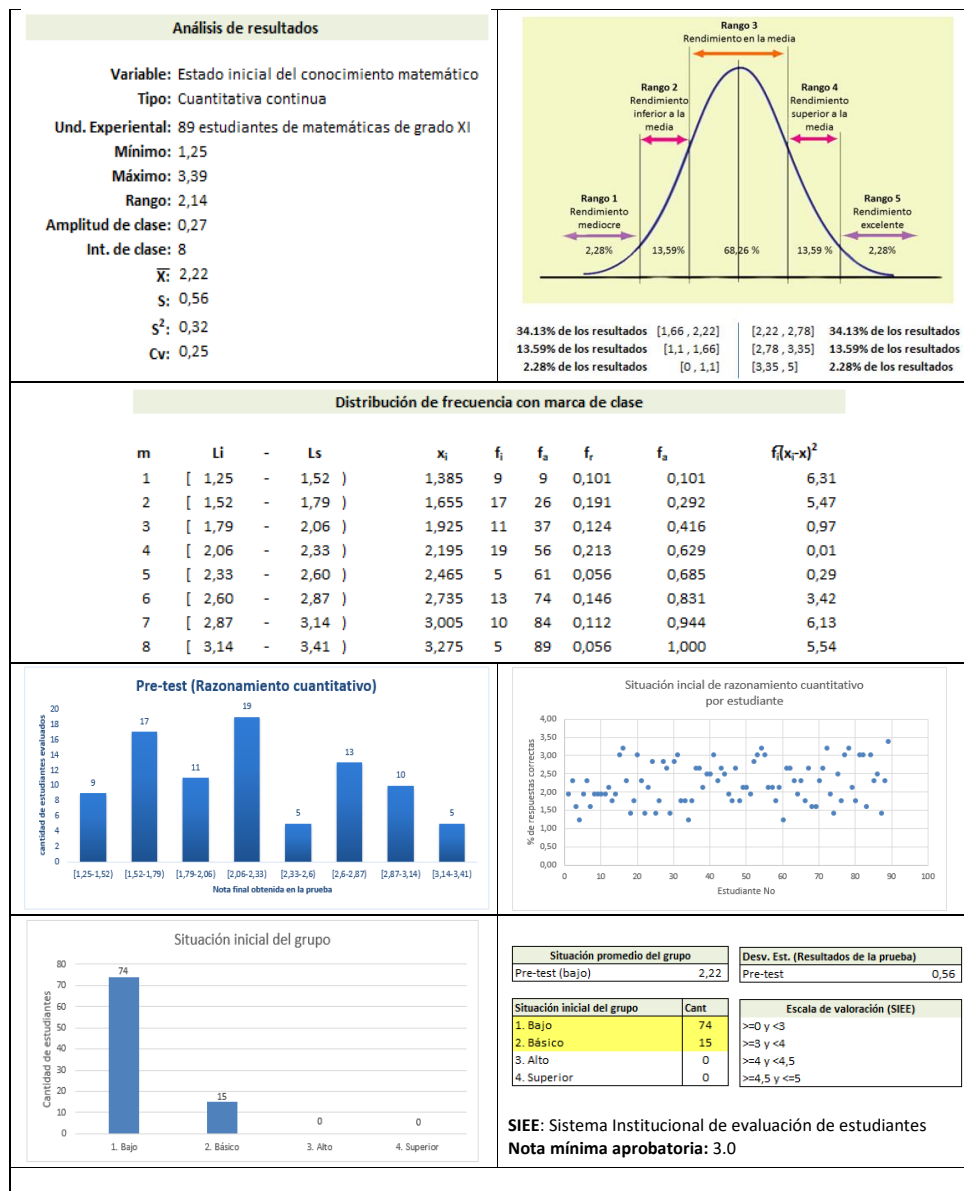 Análisis de resultados
Variable: Estado inicial del conocimiento matemático
Tipo: Cuantitativa continua
Und. Experiental: 89 estudiantes de matemáticas de grado XI
Mínimo: 1,25
Máximo: 3,39
Rango: 2,14
Amplitud de clase: 0,27
Int. de clase: 8
X̅: 2,22
S: 0,56
S²: 0,32
Cv: 0,25
Rango 3
Rendimiento en la media
Rango 2
Rendimiento
inferior a la
media
Rango 4
Rendimiento
superior a la
media
Rango 1
Rendimiento
mediocre
Rango 5
Rendimiento
excelente
2,28% 13,59% 68,26 % 13,59 % 2,28%
34.13% de los resultados [1,66 , 2,22] [2,22 , 2,78] 34.13% de los resultados
13.59% de los resultados [1,1 , 1,66] [2,78 , 3,35] 13.59% de los resultados
2.28% de los resultados [0 , 1,1] [3,35 , 5] 2.28% de los resultados
Distribución de frecuencia con marca de clase
m Li - Ls xᵢ fᵢ fₐ fᵣ fₐ fᵢ(xᵢ-x̅)²
1 [ 1,25 - 1,52 ) 1,385 9 9 0,101 0,101 6,31
2 [ 1,52 - 1,79 ) 1,655 17 26 0,191 0,292 5,47
3 [ 1,79 - 2,06 ) 1,925 11 37 0,124 0,416 0,97
4 [ 2,06 - 2,33 ) 2,195 19 56 0,213 0,629 0,01
5 [ 2,33 - 2,60 ) 2,465 5 61 0,056 0,685 0,29
6 [ 2,60 - 2,87 ) 2,735 13 74 0,146 0,831 3,42
7 [ 2,87 - 3,14 ) 3,005 10 84 0,112 0,944 6,13
8 [ 3,14 - 3,41 ) 3,275 5 89 0,056 1,000 5,54
Pre-test (Razonamiento cuantitativo)
cantidad de estudiantes evaluados
20
18
16
14
12
10
8
6
4
2
0
9 17 11 19 5 13 10 5
[1,25-1,52) [1,52-1,79) [1,79-2,06) [2,06-2,33) [2,33-2,6) [2,6-2,87) [2,87-3,14) [3,14-3,41)
Nota final obtenida en la prueba
Situación incial de razonamiento cuantitativo
por estudiante
% de respuestas correctas
4,00
3,50
3,00
2,50
2,00
1,50
1,00
0,50
0,00
0 10 20 30 40 50 60 70 80 90 100
Estudiante No
Situación inicial del grupo
Cantidad de estudiantes
80
70
60
50
40
30
20
10
0
74 15 0 0
1. Bajo 2. Básico 3. Alto 4. Superior
Situación promedio del grupo
Pre-test (bajo) 2,22
Desv. Est. (Resultados de la prueba)
Pre-test 0,56
Situación inicial del grupo Cant
1. Bajo 74
2. Básico 15
3. Alto 0
4. Superior 0
Escala de valoración (SIEE)
>=0 y <3
>=3 y <4
>=4 y <4,5
>=4,5 y <=5
SIEE: Sistema Institucional de evaluación de estudiantes
Nota mínima aprobatoria: 3.0